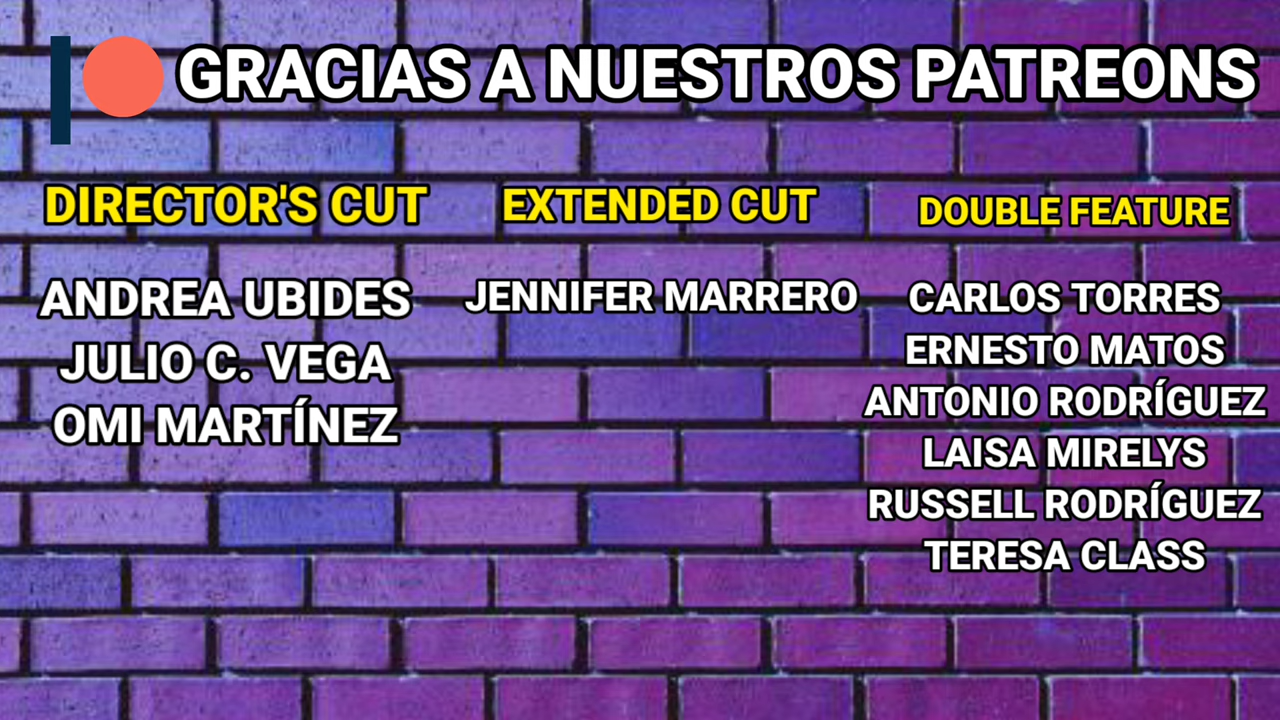 GRACIAS A NUESTROS PATREONS
DIRECTOR'S CUT
ANDREA UBIDES
JULIO C. VEGA
OMI MARTÍNEZ
EXTENDED CUT
JENNIFER MARRERO
DOUBLE FEATURE
CARLOS TORRES
ERNESTO MATOS
ANTONIO RODRÍGUEZ
LAISA MIRELYS
RUSSELL RODRÍGUEZ
TERESA CLASS